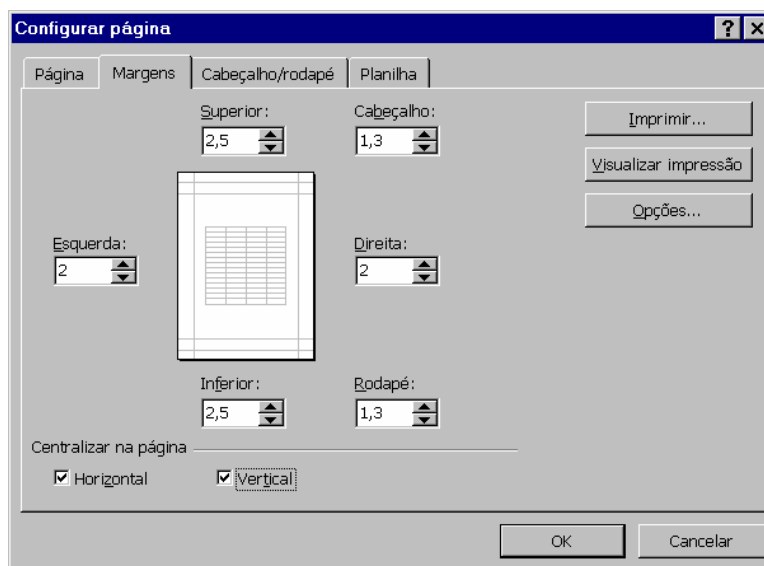 Configurar página
Página Margens Cabeçalho/rodapé Planilha
Superior: Cabeçalho:
2,5 1,3
Imprimir...
Visualizar impressão
Opções...
Esquerda: Direita:
2 2
Inferior: Rodapé:
2,5 1,3
Centralizar na página
Horizontal Vertical
OK Cancelar